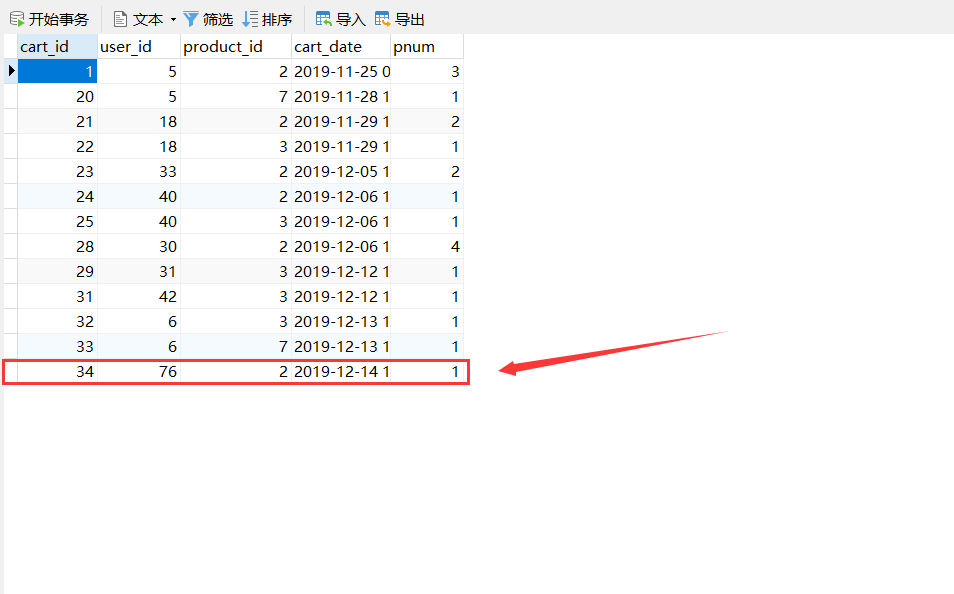 开始事务 文本 筛选 排序 导入 导出
cart_id user_id product_id cart_date pnum
1 5 2 2019-11-25 0 3
20 5 7 2019-11-28 1 1
21 18 2 2019-11-29 1 2
22 18 3 2019-11-29 1 1
23 33 2 2019-12-05 1 2
24 40 2 2019-12-06 1 1
25 40 3 2019-12-06 1 1
28 30 2 2019-12-06 1 4
29 31 3 2019-12-12 1 1
31 42 3 2019-12-12 1 1
32 6 3 2019-12-13 1 1
33 6 7 2019-12-13 1 1
34 76 2 2019-12-14 1 1